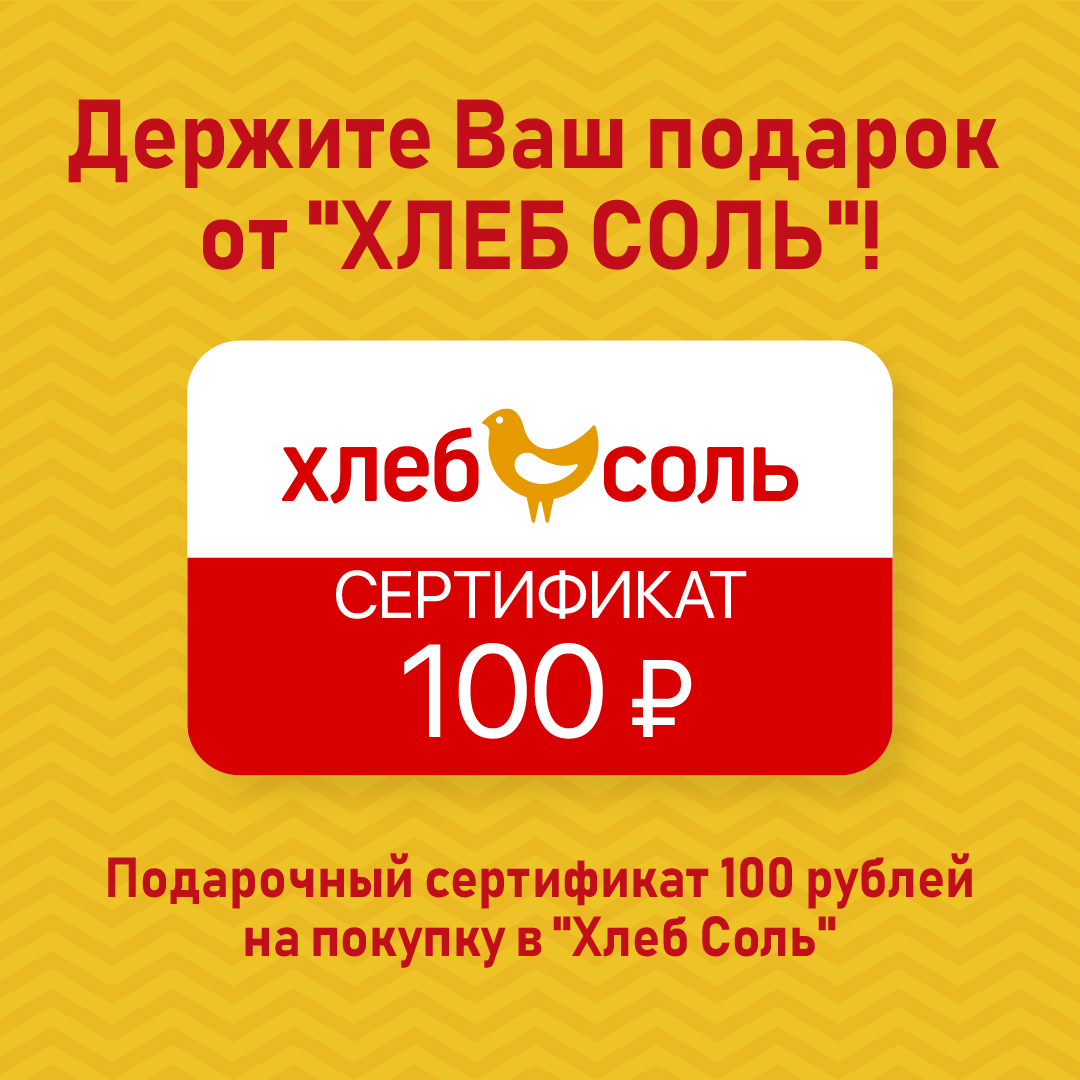 Держите Ваш подарок
от "ХЛЕБ СОЛЬ"!
хлеб соль
СЕРТИФИКАТ
100 ₽
Подарочный сертификат 100 рублей
на покупку в "Хлеб Соль"